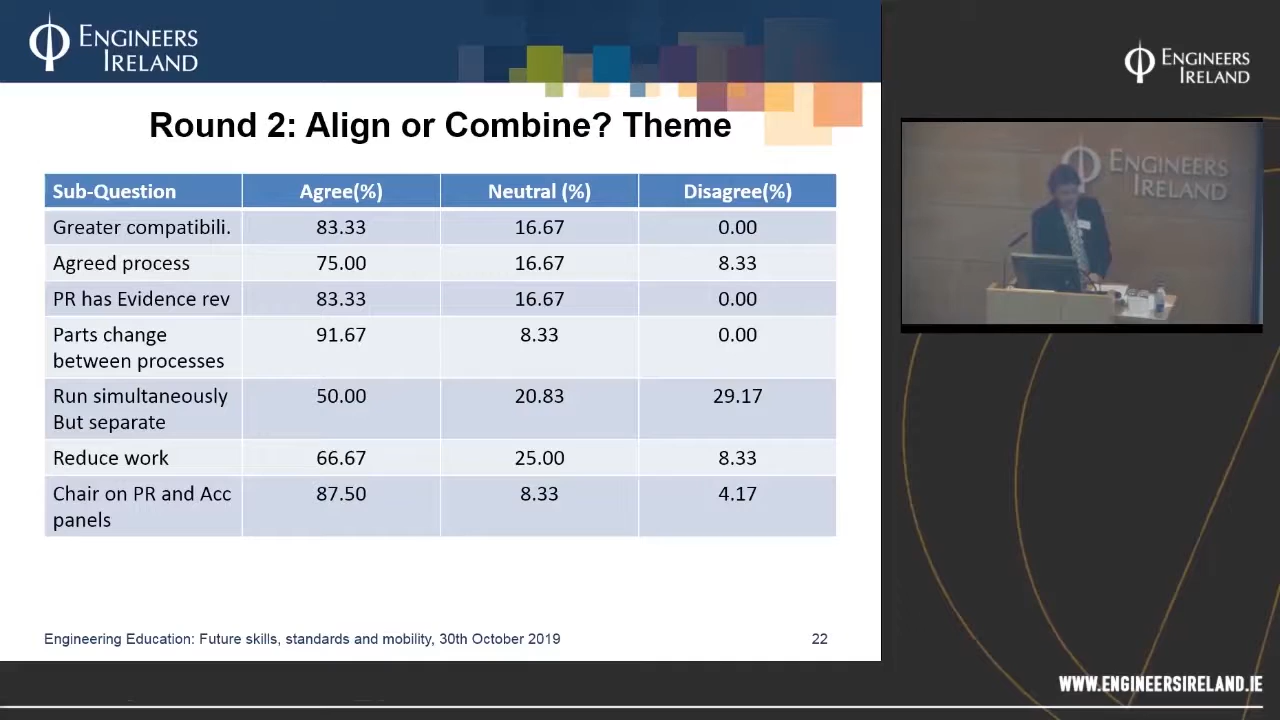 ENGINEERS
IRELAND
Round 2: Align or Combine? Theme
Sub-Question Agree(%) Neutral (%) Disagree(%)
Greater compatibili. 83.33 16.67 0.00
Agreed process 75.00 16.67 8.33
PR has Evidence rev 83.33 16.67 0.00
Parts change 91.67 8.33 0.00
between processes
Run simultaneously 50.00 20.83 29.17
But separate
Reduce work 66.67 25.00 8.33
Chair on PR and Acc 87.50 8.33 4.17
panels
Engineering Education: Future skills, standards and mobility, 30th October 2019 22
ENGINEERS
IRELAND
ENGINEERS
IRELAND
WWW.ENGINEERSIRELAND.IE